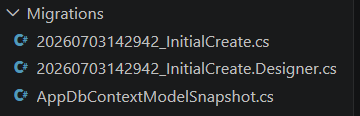 Migrations
C# 20260703142942_InitialCreate.cs
C# 20260703142942_InitialCreate.Designer.cs
C# AppDbContextModelSnapshot.cs